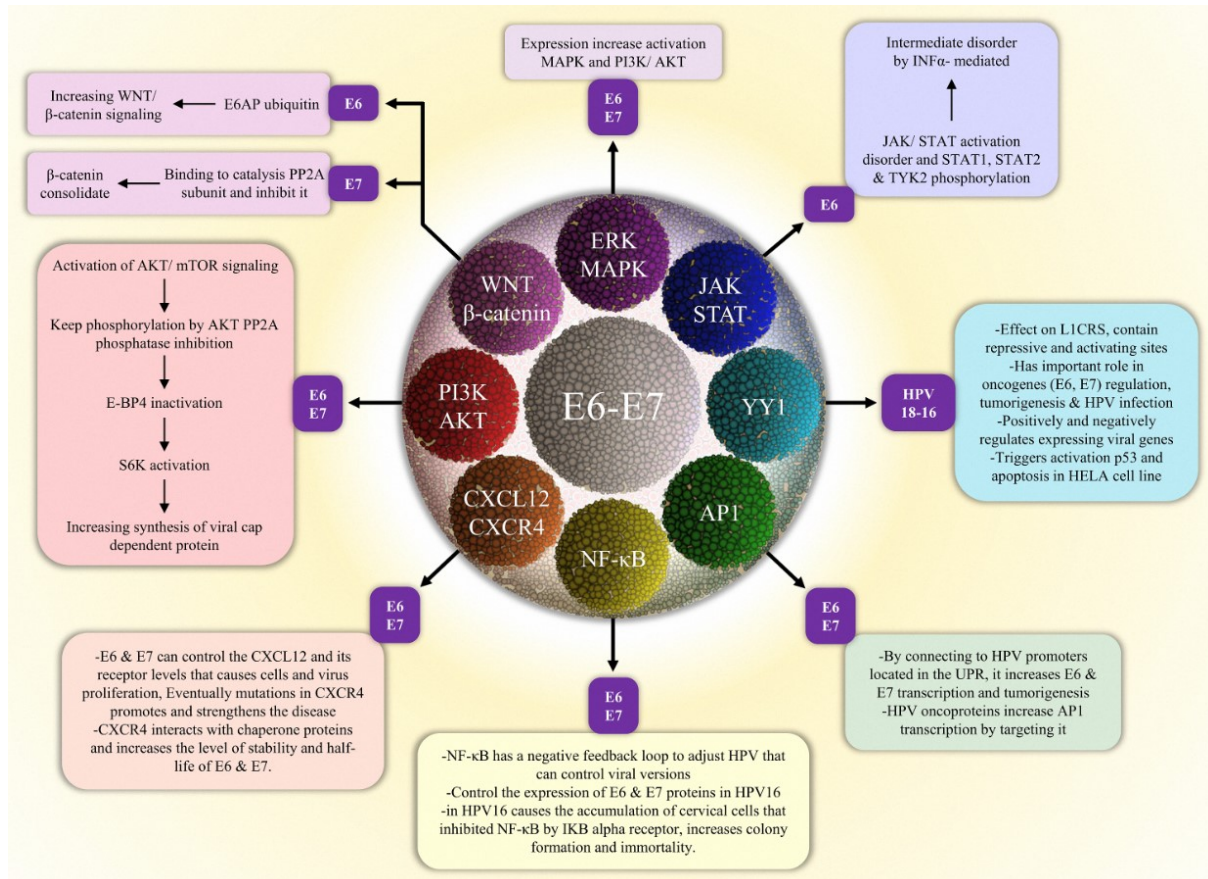 Expression increase activation
MAPK and PI3K/ AKT
E6
E7
Intermediate disorder
by INFα- mediated
JAK/ STAT activation
disorder and STAT1, STAT2
& TYK2 phosphorylation
E6
Increasing WNT/
β-catenin signaling
E6AP ubiquitin
E6
β-catenin
consolidate
Binding to catalysis PP2A
subunit and inhibit it
E7
Activation of AKT/ mTOR signaling
Keep phosphorylation by AKT PP2A
phosphatase inhibition
E-BP4 inactivation
S6K activation
Increasing synthesis of viral cap
dependent protein
E6
E7
ERK
MAPK
WNT
β-catenin
JAK
STAT
PI3K
AKT
E6-E7
YY1
CXCL12
CXCR4
AP1
NF-κB
HPV
18-16
-Effect on L1CRS, contain
repressive and activating sites
-Has important role in
oncogenes (E6, E7) regulation,
tumorigenesis & HPV infection
-Positively and negatively
regulates expressing viral genes
-Triggers activation p53 and
apoptosis in HELA cell line
E6
E7
-E6 & E7 can control the CXCL12 and its
receptor levels that causes cells and virus
proliferation, Eventually mutations in CXCR4
promotes and strengthens the disease
-CXCR4 interacts with chaperone proteins
and increases the level of stability and half-
life of E6 & E7.
E6
E7
-NF-κB has a negative feedback loop to adjust HPV that
can control viral versions
-Control the expression of E6 & E7 proteins in HPV16
-in HPV16 causes the accumulation of cervical cells that
inhibited NF-κB by IKB alpha receptor, increases colony
formation and immortality.
E6
E7
-By connecting to HPV promoters
located in the UPR, it increases E6 &
E7 transcription and tumorigenesis
-HPV oncoproteins increase AP1
transcription by targeting it